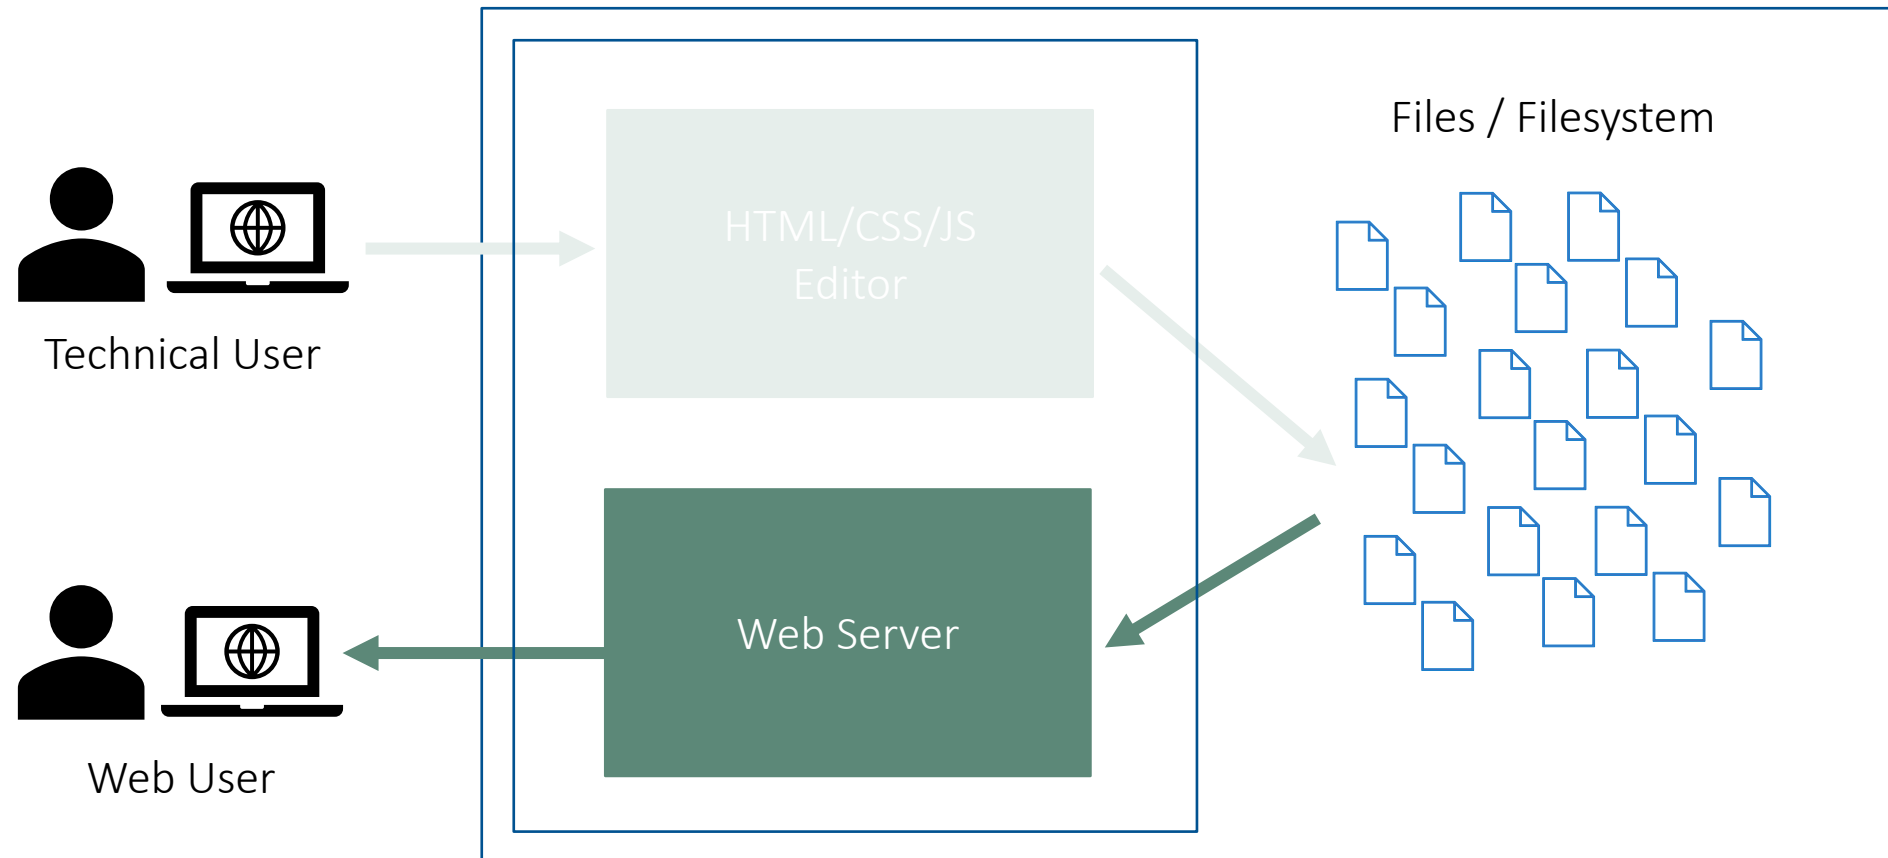 Files / Filesystem
HTML/CSS/JS
Editor
Technical User
Web Server
Web User